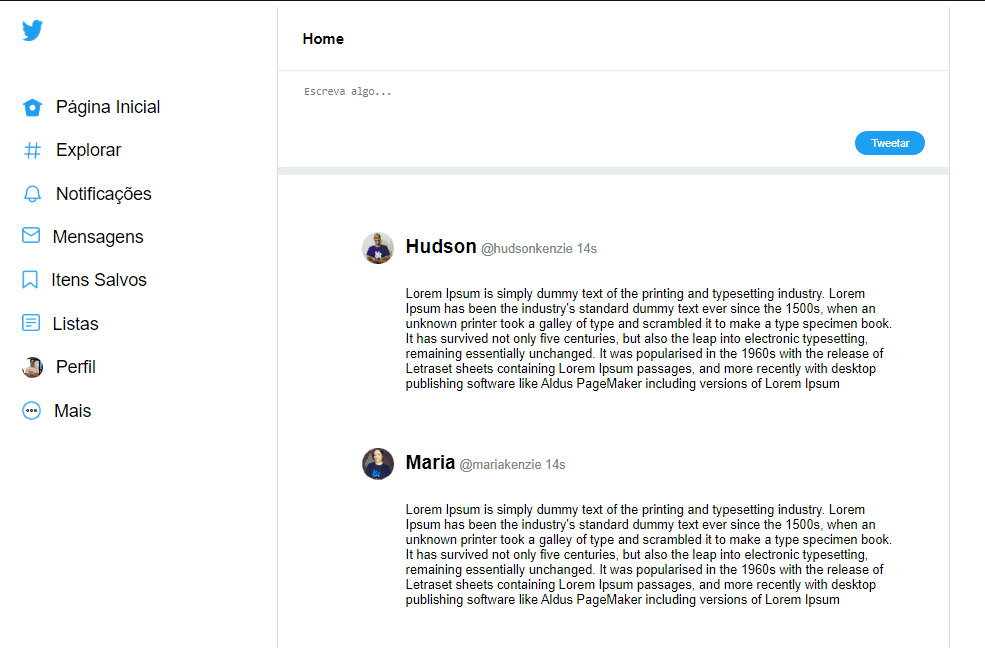 Home
Escreva algo...
Tweetar
Página Inicial
Explorar
Notificações
Mensagens
Itens Salvos
Listas
Perfil
Mais
Hudson @hudsonkenzie 14s
Lorem Ipsum is simply dummy text of the printing and typesetting industry. Lorem
Ipsum has been the industry's standard dummy text ever since the 1500s, when an
unknown printer took a galley of type and scrambled it to make a type specimen book.
It has survived not only five centuries, but also the leap into electronic typesetting,
remaining essentially unchanged. It was popularised in the 1960s with the release of
Letraset sheets containing Lorem Ipsum passages, and more recently with desktop
publishing software like Aldus PageMaker including versions of Lorem Ipsum
Maria @mariakenzie 14s
Lorem Ipsum is simply dummy text of the printing and typesetting industry. Lorem
Ipsum has been the industry's standard dummy text ever since the 1500s, when an
unknown printer took a galley of type and scrambled it to make a type specimen book.
It has survived not only five centuries, but also the leap into electronic typesetting,
remaining essentially unchanged. It was popularised in the 1960s with the release of
Letraset sheets containing Lorem Ipsum passages, and more recently with desktop
publishing software like Aldus PageMaker including versions of Lorem Ipsum